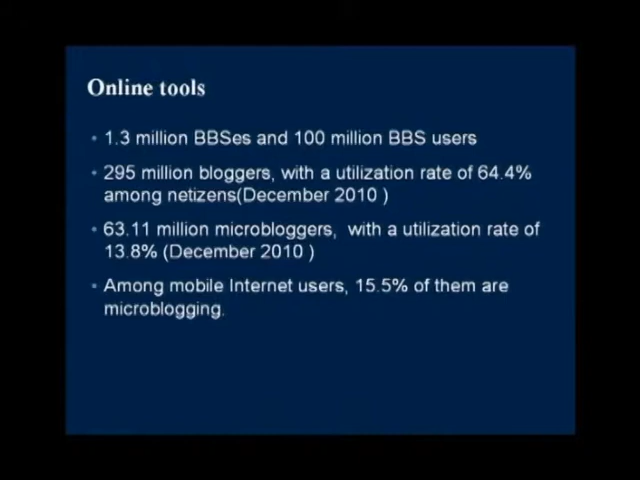 Online tools
• 1.3 million BBSes and 100 million BBS users
• 295 million bloggers, with a utilization rate of 64.4%
among netizens(December 2010 )
• 63.11 million microbloggers,  with a utilization rate of
13.8% (December 2010 )
• Among mobile Internet users, 15.5% of them are
microblogging.